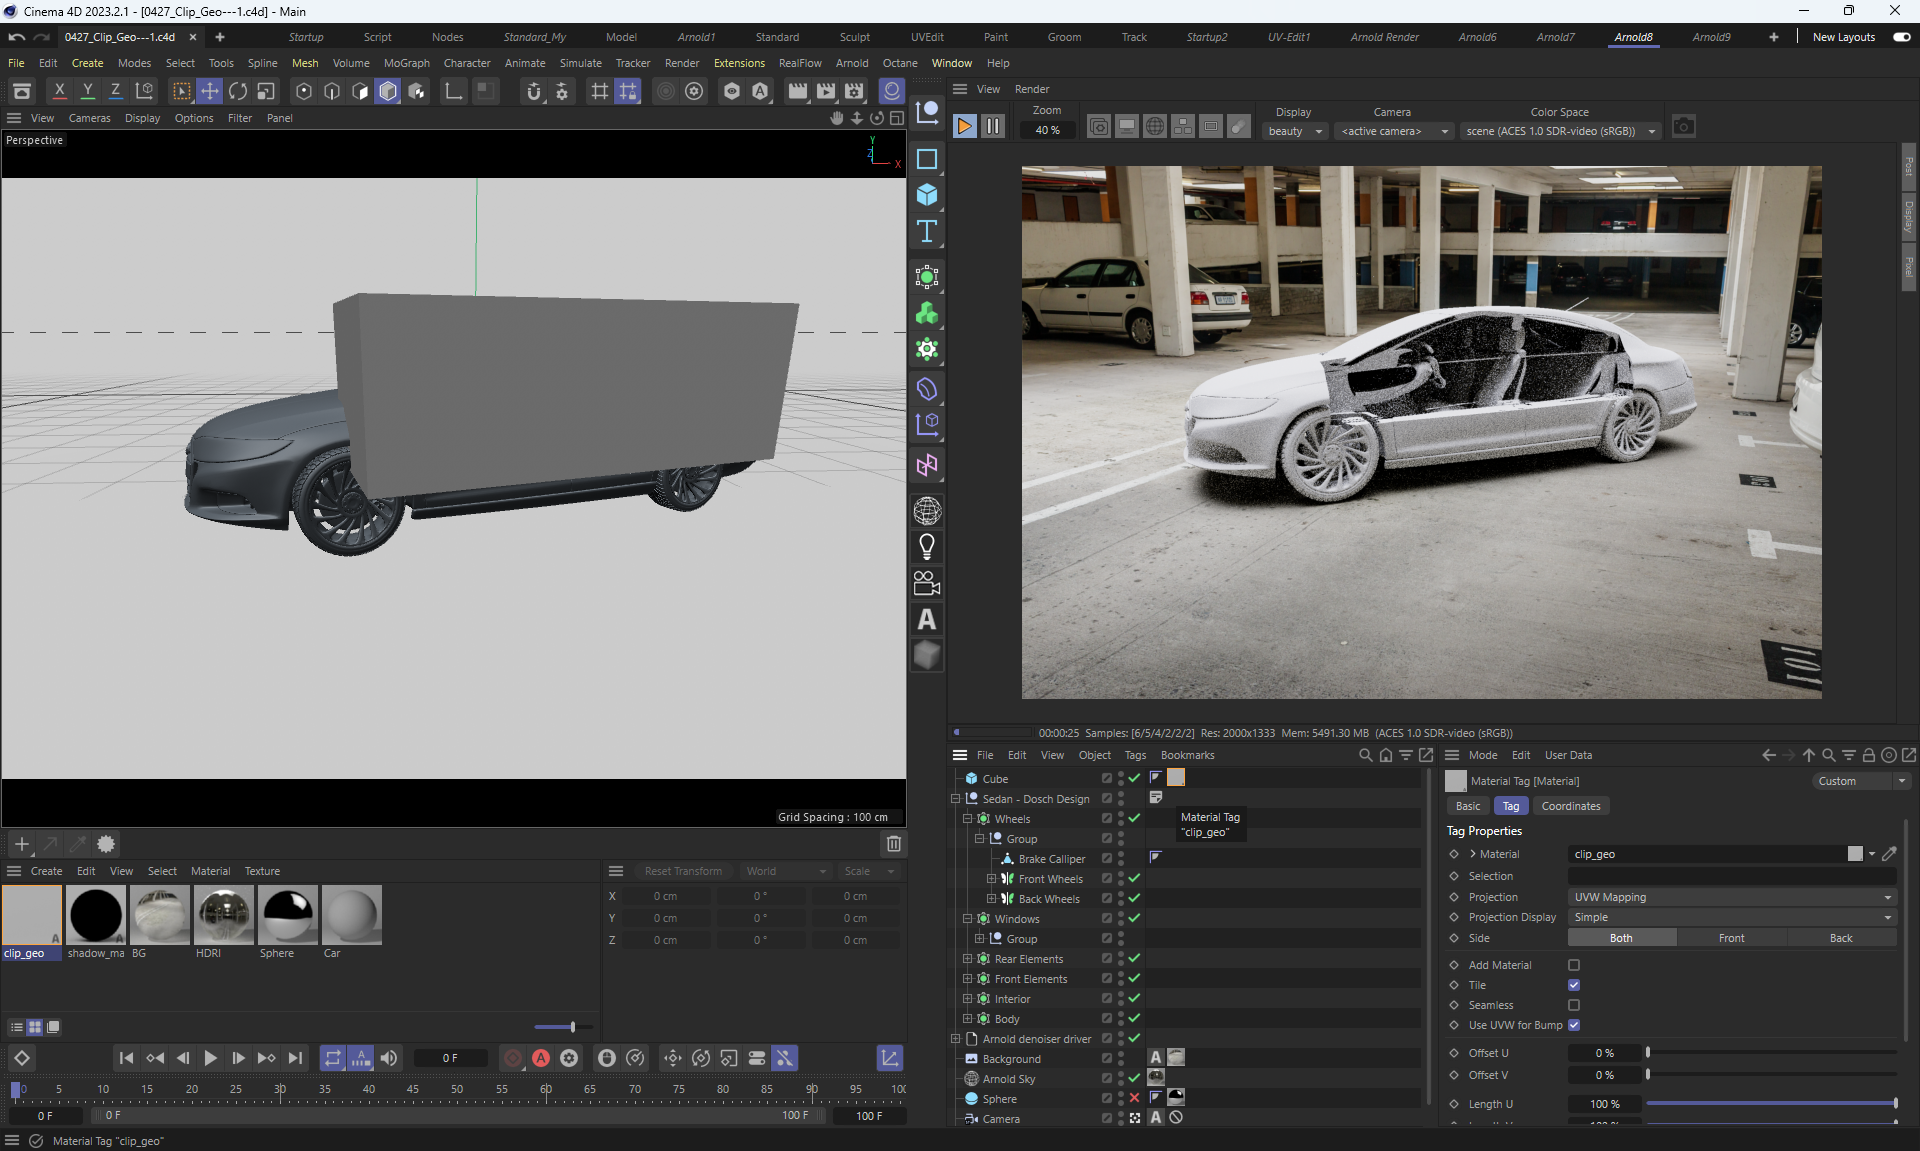 Cinema 4D 2023.2.1 - [0427_Clip_Geo---1.c4d] - Main
0427_Clip_Geo---1.c4d
Startup Script Nodes Standard_My Model Arnold1 Standard Sculpt UVEdit Paint Groom Track Startup2 UV-Edit1 Arnold Render Arnold6 Arnold7 Arnold8 Arnold9 New Layouts
File Edit Create Modes Select Tools Spline Mesh Volume MoGraph Character Animate Simulate Tracker Render Extensions RealFlow Arnold Octane Window Help
X Y Z
View Render
View Cameras Display Options Filter Panel
Zoom
40 %
Display
beauty
Camera
<active camera>
Color Space
scene (ACES 1.0 SDR-video (sRGB))
Perspective
Y
Z
X
Post
Display
Pixel
101
Grid Spacing : 100 cm
00:00:25 Samples: [6/5/4/2/2/2] Res: 2000x1333 Mem: 5491.30 MB (ACES 1.0 SDR-video (sRGB))
File Edit View Object Tags Bookmarks
Cube
Sedan - Dosch Design
Wheels
Group
Brake Calliper
Front Wheels
Back Wheels
Windows
Group
Rear Elements
Front Elements
Interior
Body
Arnold denoiser driver
Background
Arnold Sky
Sphere
Camera
Material Tag
"clip_geo"
Mode Edit User Data
Material Tag [Material]
Custom
Basic Tag Coordinates
Tag Properties
Material clip_geo
Selection
Projection UVW Mapping
Projection Display Simple
Side Both Front Back
Add Material
Tile
Seamless
Use UVW for Bump
Offset U 0 %
Offset V 0 %
Length U 100 %
Create Edit View Select Material Texture
clip_geo shadow_ma BG HDRI Sphere Car
Reset Transform World Scale
X 0 cm 0 ° 0 cm
Y 0 cm 0 ° 0 cm
Z 0 cm 0 ° 0 cm
0 F
0 5 10 15 20 25 30 35 40 45 50 55 60 65 70 75 80 85 90 95 100
0 F 0 F 100 F 100 F
Material Tag "clip_geo"